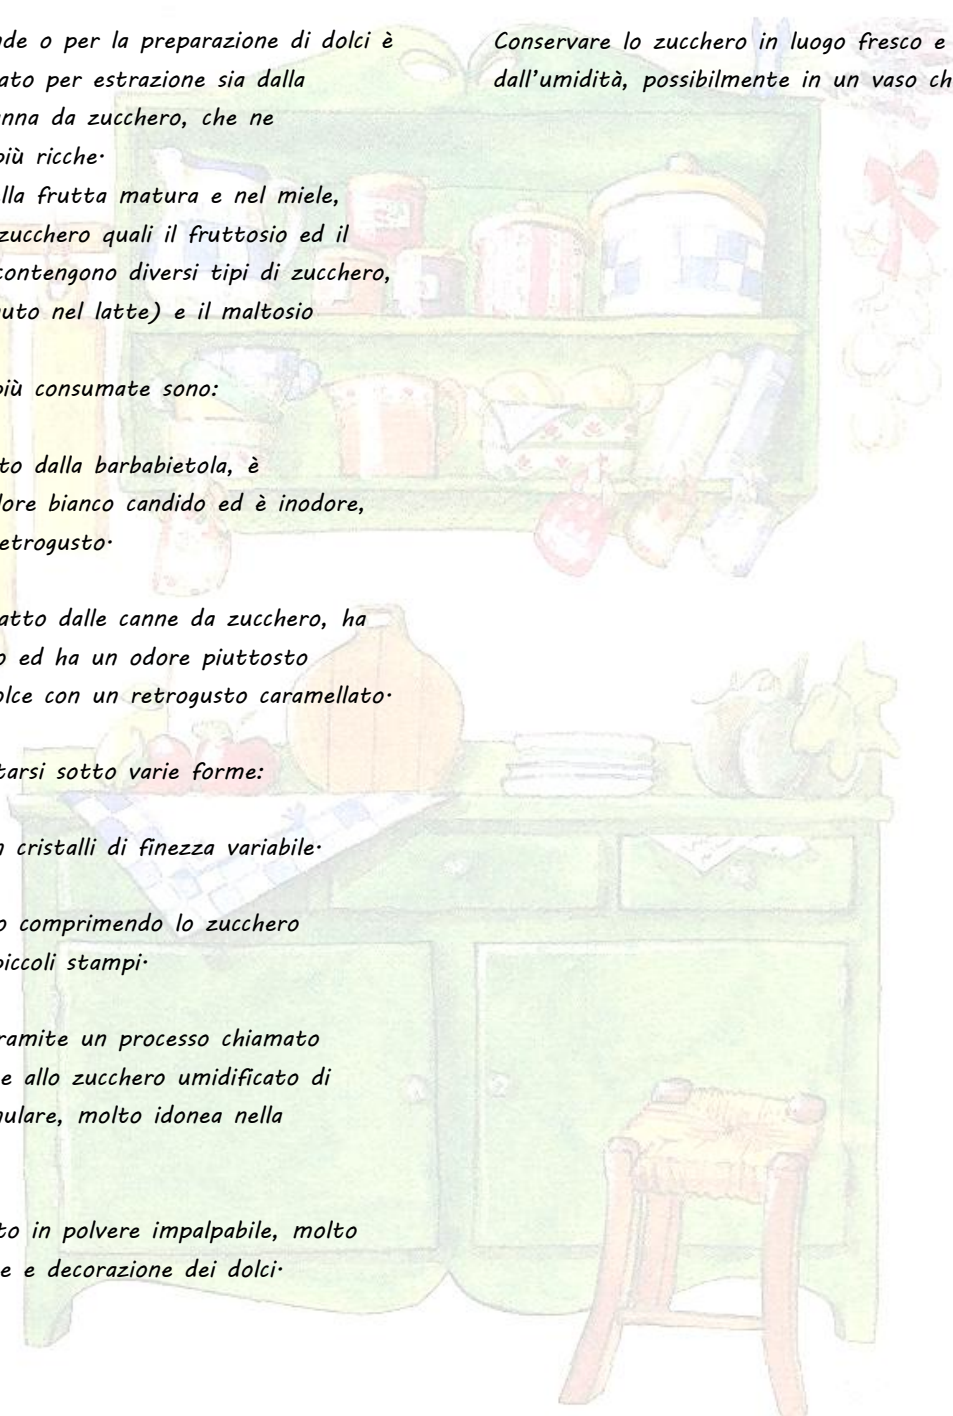 nde o per la preparazione di dolci è
ato per estrazione sia dalla
nna da zucchero, che ne
più ricche·
lla frutta matura e nel miele,
zucchero quali il fruttosio ed il
contengono diversi tipi di zucchero,
uto nel latte) e il maltosio
più consumate sono:
to dalla barbabietola, è
lore bianco candido ed è inodore,
etrogusto·
atto dalle canne da zucchero, ha
o ed ha un odore piuttosto
olce con un retrogusto caramellato·
tarsi sotto varie forme:
n cristalli di finezza variabile·
o comprimendo lo zucchero
piccoli stampi·
ramite un processo chiamato
e allo zucchero umidificato di
nulare, molto idonea nella
to in polvere impalpabile, molto
e e decorazione dei dolci·
Conservare lo zucchero in luogo fresco e
dall'umidità, possibilmente in un vaso ch